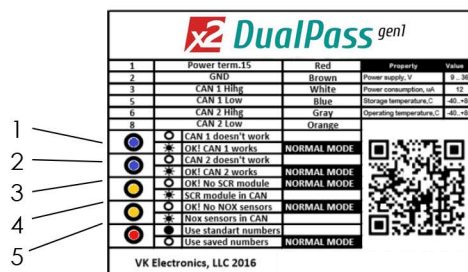 x2 DualPass gen1
1 Power term.15 Red Property Value
2 GND Brown Power supply, V 9 ...36
3 CAN 1 Hihg White Power consumption, uA 12
5 CAN 1 Low Blue Storage temperature,C -40..+8
6 CAN 2 Hihg Gray Operating temperature,C -40..+8
8 CAN 2 Low Orange
1 CAN 1 doesn't work
OK! CAN 1 works NORMAL MODE
2 CAN 2 doesn't work
OK! CAN 2 works NORMAL MODE
3 OK! No SCR module NORMAL MODE
SCR module in CAN
4 OK! No NOX sensors NORMAL MODE
Nox sensors in CAN
5 Use standart numbers
Use saved numbers NORMAL MODE
VK Electronics, LLC 2016